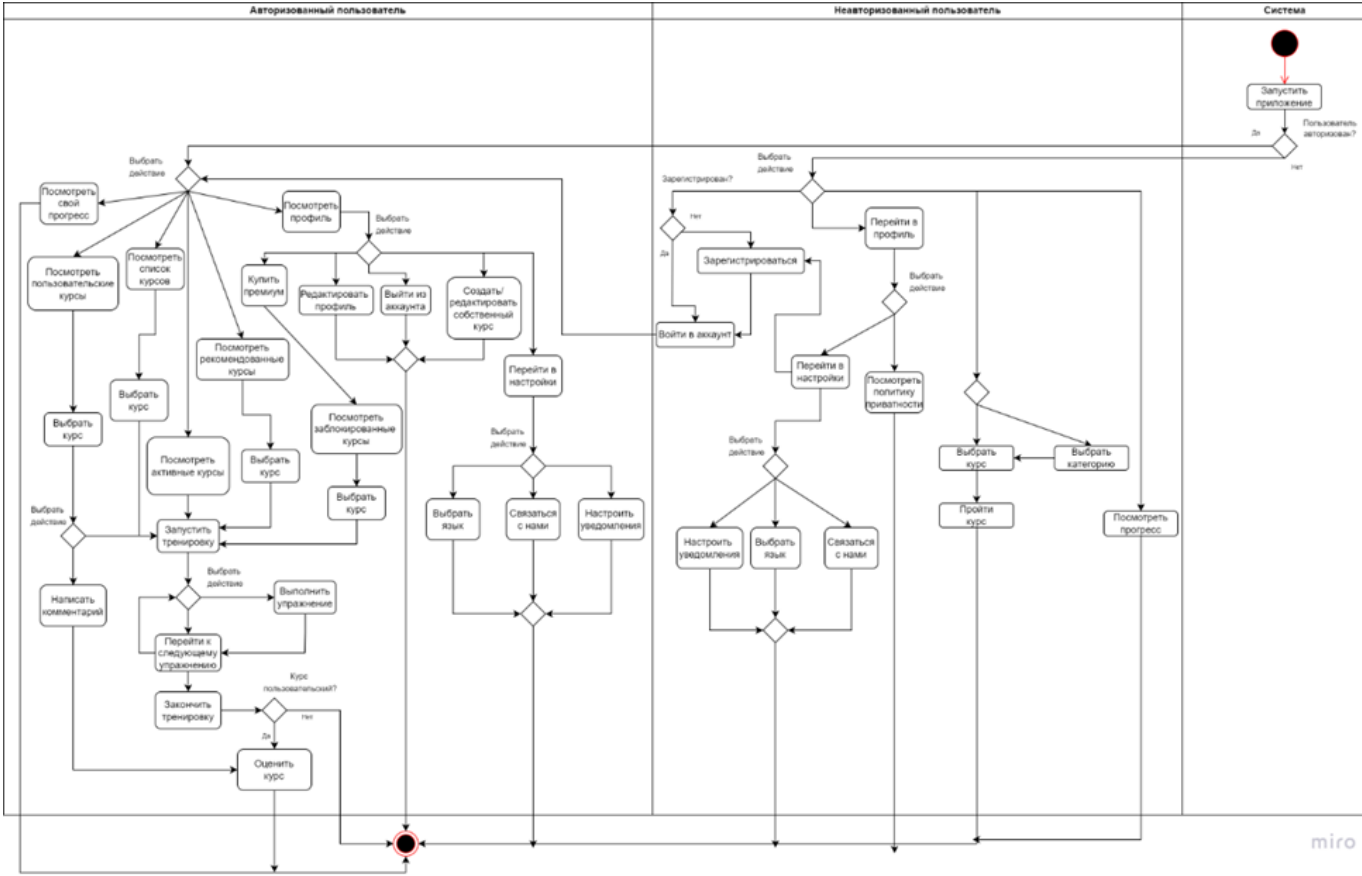 Авторизованный пользователь
Неавторизованный пользователь
Система
Запустить
приложение
Пользователь
авторизован?
Да
Нет
Выбрать
действие
Посмотреть
свой
прогресс
Посмотреть
пользовательские
курсы
Посмотреть
список
курсов
Посмотреть
профиль
Выбрать
действие
Купить
премиум
Редактировать
профиль
Выйти из
аккаунта
Создать/
редактировать
собственный
курс
Посмотреть
рекомендованные
курсы
Перейти в
настройки
Выбрать
курс
Выбрать
курс
Посмотреть
заблокированные
курсы
Посмотреть
активные курсы
Выбрать
курс
Выбрать
курс
Выбрать
действие
Выбрать
язык
Связаться
с нами
Настроить
уведомления
Выбрать
действие
Запустить
тренировку
Выбрать
действие
Написать
комментарий
Выполнить
упражнение
Перейти к
следующему
упражнению
Закончить
тренировку
Курс
пользовательский?
Нет
Да
Оценить
курс
Выбрать
действие
Зарегистрирован?
Нет
Да
Зарегистрироваться
Войти в аккаунт
Перейти в
профиль
Выбрать
действие
Перейти в
настройки
Посмотреть
политику
приватности
Выбрать
действие
Настроить
уведомления
Выбрать
язык
Связаться
с нами
Выбрать
курс
Выбрать
категорию
Пройти
курс
Посмотреть
прогресс
miro